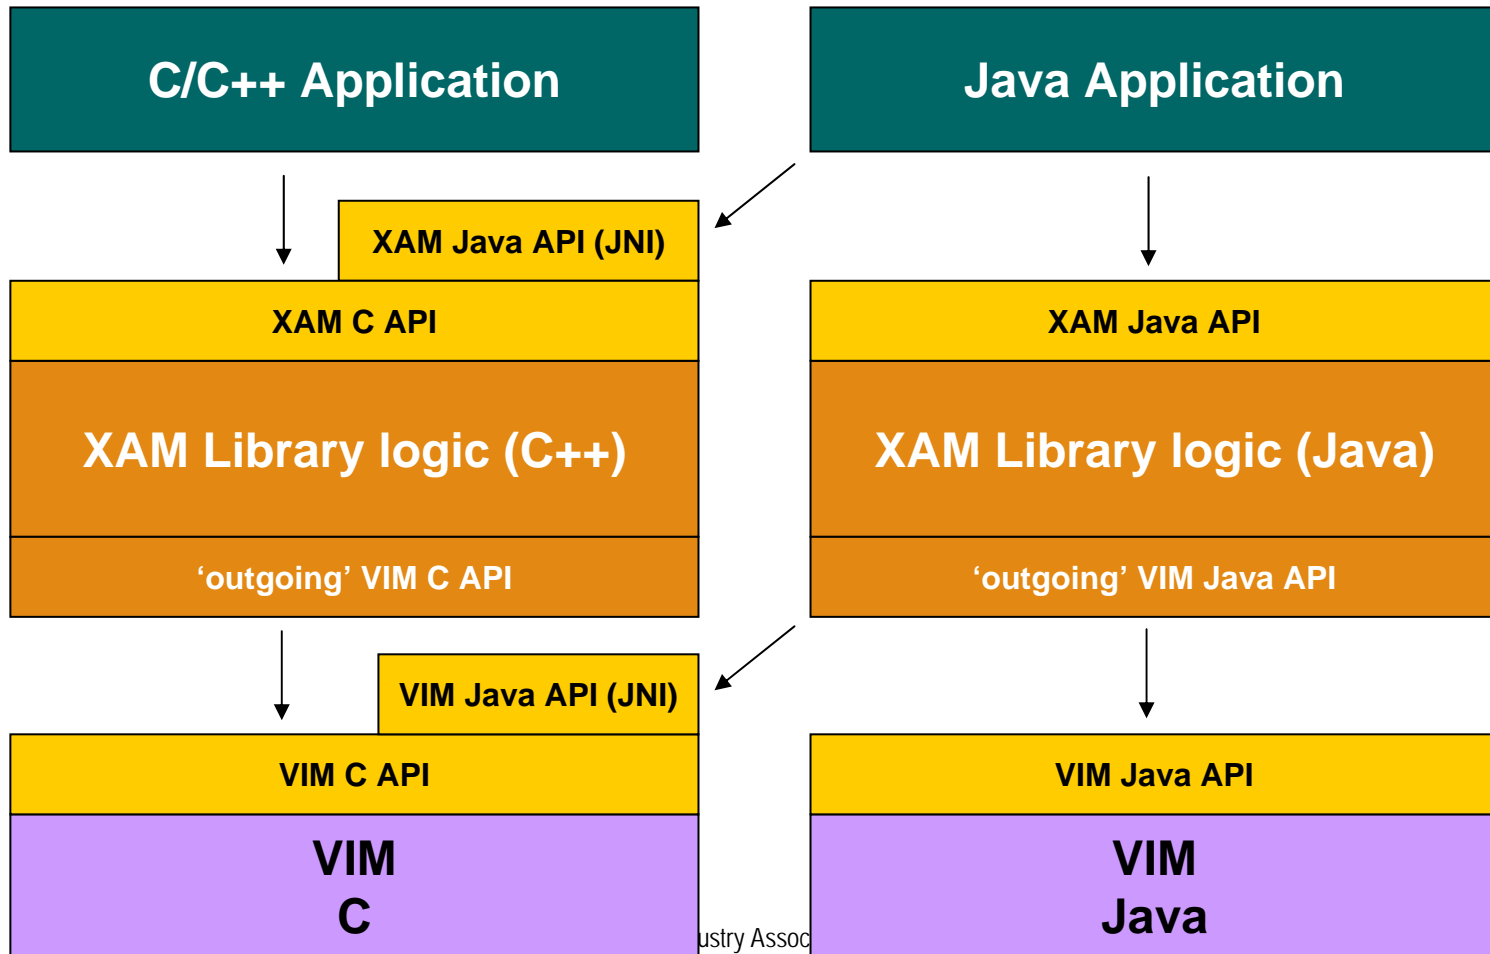 C/C++ Application
Java Application
XAM Java API (JNI)
XAM C API
XAM Java API
XAM Library logic (C++)
XAM Library logic (Java)
‘outgoing’ VIM C API
‘outgoing’ VIM Java API
VIM Java API (JNI)
VIM C API
VIM Java API
VIM
C
VIM
Java
ustry Assoc